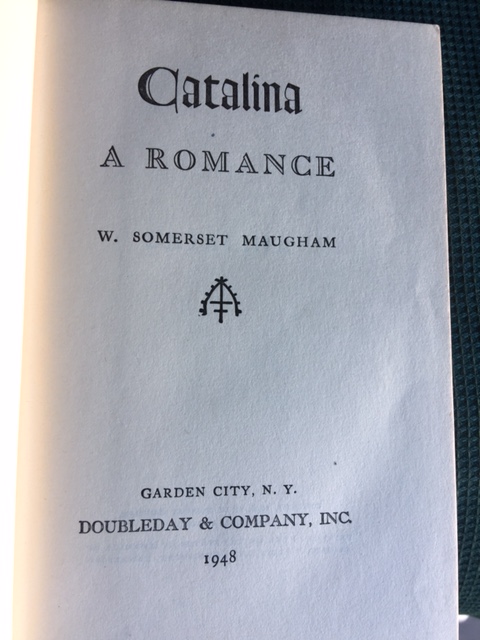 Catalina
A ROMANCE
W. SOMERSET MAUGHAM
GARDEN CITY, N. Y.
DOUBLEDAY & COMPANY, INC.
1948